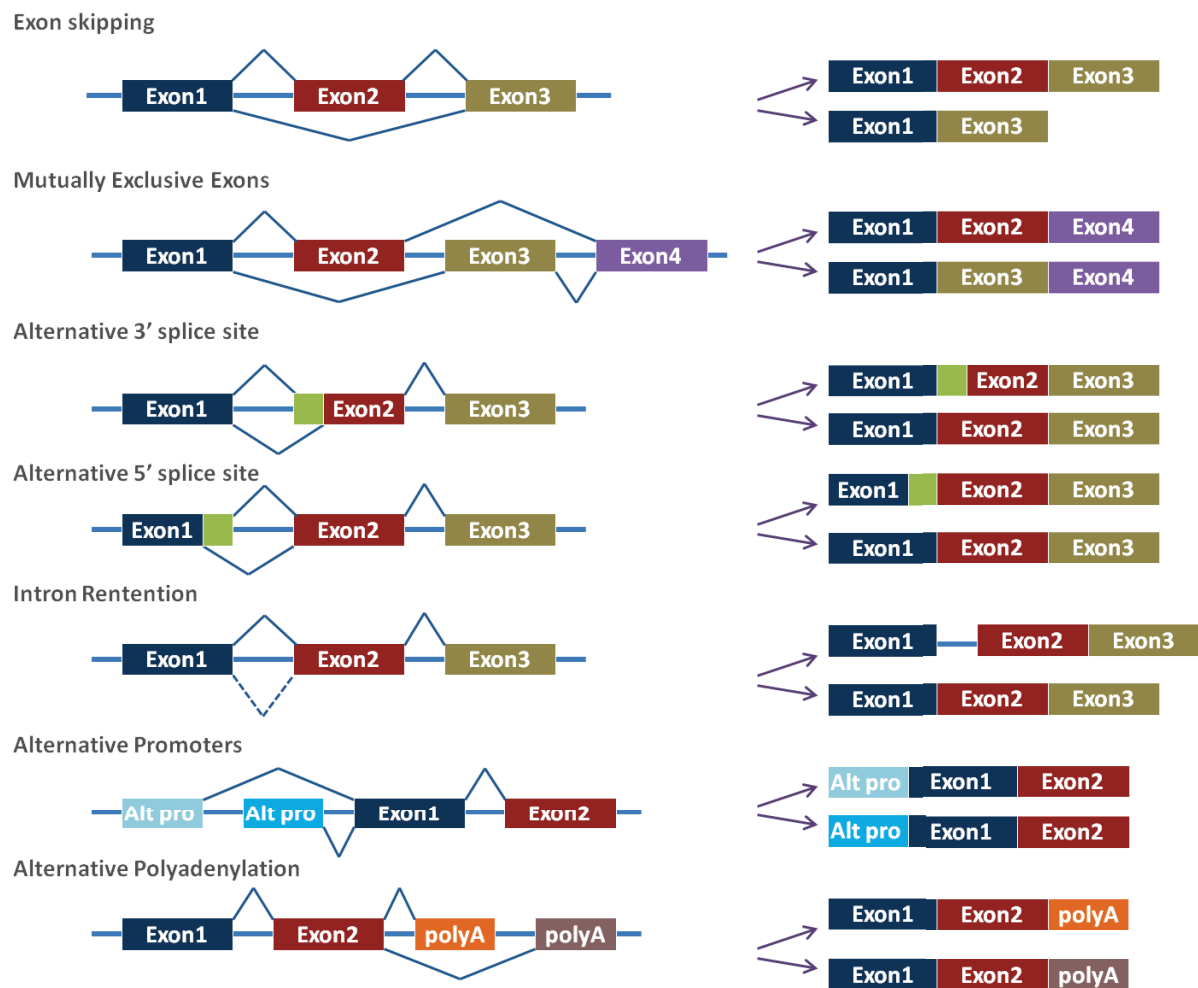 Exon skipping
Exon1 Exon2 Exon3
Exon1 Exon2 Exon3
Exon1 Exon3
Mutually Exclusive Exons
Exon1 Exon2 Exon3 Exon4
Exon1 Exon2 Exon4
Exon1 Exon3 Exon4
Alternative 3’ splice site
Exon1 Exon2 Exon3
Exon1 Exon2 Exon3
Exon1 Exon2 Exon3
Alternative 5’ splice site
Exon1 Exon2 Exon3
Exon1 Exon2 Exon3
Exon1 Exon2 Exon3
Intron Rentention
Exon1 Exon2 Exon3
Exon1 Exon2 Exon3
Exon1 Exon2 Exon3
Alternative Promoters
Alt pro Alt pro Exon1 Exon2
Alt pro Exon1 Exon2
Alt pro Exon1 Exon2
Alternative Polyadenylation
Exon1 Exon2 polyA polyA
Exon1 Exon2 polyA
Exon1 Exon2 polyA